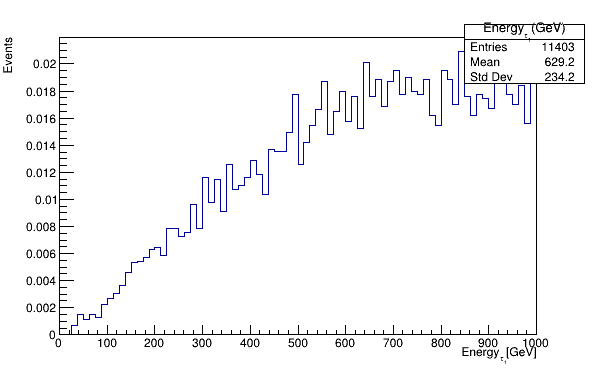 Energy_τ₁(GeV)
Entries 11403
Mean 629.2
Std Dev 234.2
Events
0.02
0.018
0.016
0.014
0.012
0.01
0.008
0.006
0.004
0.002
0
0 100 200 300 400 500 600 700 800 900 1000
Energy_τ₁[GeV]